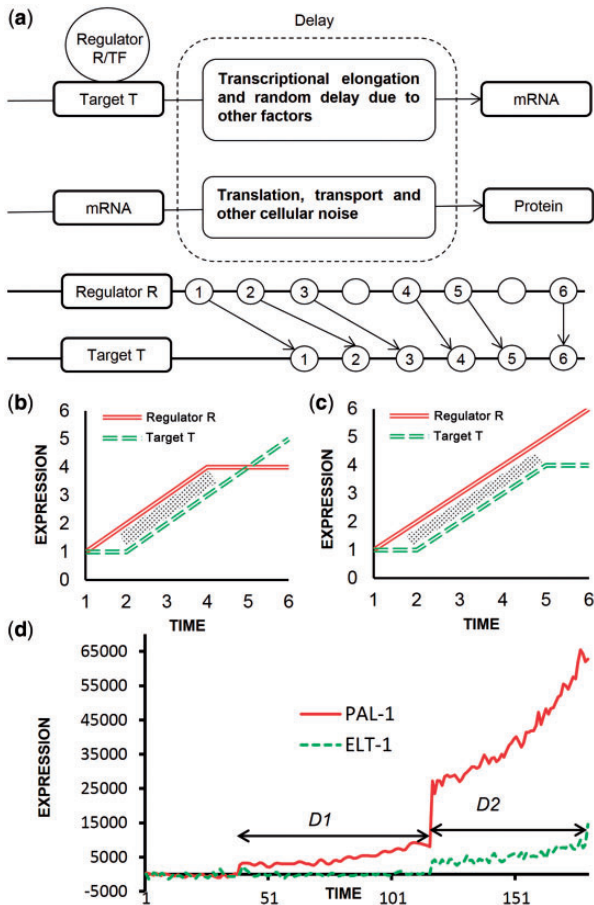 (a)
Regulator
R/TF
Delay
Target T
Transcriptional elongation
and random delay due to
other factors
mRNA
mRNA
Translation, transport and
other cellular noise
Protein
Regulator R
1 2 3 4 5 6
Target T
1 2 3 4 5 6
(b)
EXPRESSION
6
5
4
3
2
1
0
Regulator R
Target T
1 2 3 4 5 6
TIME
(c)
EXPRESSION
6
5
4
3
2
1
0
Regulator R
Target T
1 2 3 4 5 6
TIME
(d)
EXPRESSION
65000
55000
45000
35000
25000
15000
5000
-5000
PAL-1
ELT-1
D1
D2
1 51 101 151
TIME